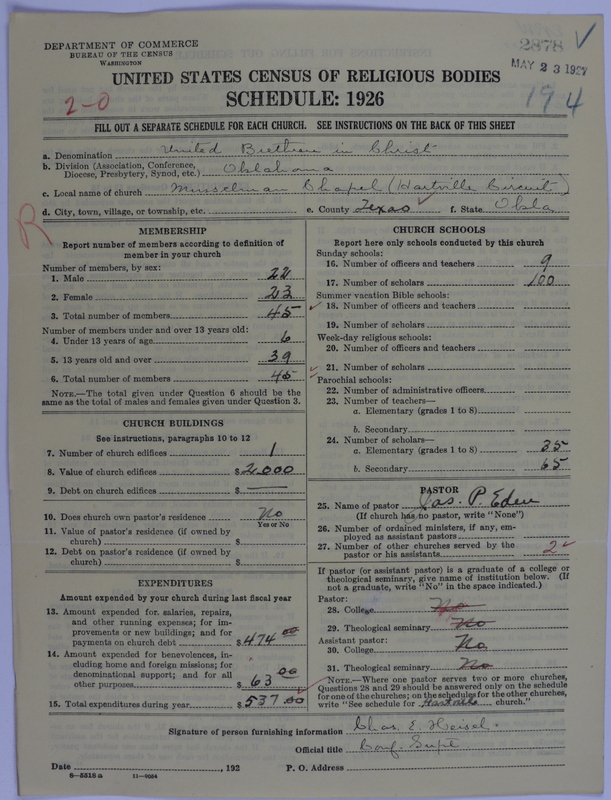 DEPARTMENT OF COMMERCE
BUREAU OF THE CENSUS
WASHINGTON
2878
MAY 23 1927
UNITED STATES CENSUS OF RELIGIOUS BODIES
SCHEDULE: 1926
2-0
194
FILL OUT A SEPARATE SCHEDULE FOR EACH CHURCH. SEE INSTRUCTIONS ON THE BACK OF THIS SHEET
a. Denomination United Brethren in Christ
b. Division (Association, Conference, Diocese, Presbytery, Synod, etc.) Oklahoma
c. Local name of church Musselman Chapel (Hartville Circuit)
d. City, town, village, or township, etc. e. County Texas f. State Okla
R
MEMBERSHIP
Report number of members according to definition of
member in your church
Number of members, by sex:
1. Male 22
2. Female 23
3. Total number of members 45
Number of members under and over 13 years old:
4. Under 13 years of age 6
5. 13 years old and over 39
6. Total number of members 45
NOTE.—The total given under Question 6 should be
same as the total of males and females given under Question 3.
CHURCH BUILDINGS
See instructions, paragraphs 10 to 12
7. Number of church edifices 1
8. Value of church edifices $2,000
9. Debt on church edifices $ —
10. Does church own pastor's residence No
Yes or No
11. Value of pastor's residence (if owned by
church) $
12. Debt on pastor's residence (if owned by
church) $
EXPENDITURES
Amount expended by your church during last fiscal year
13. Amount expended for salaries, repairs,
and other running expenses; for im-
provements or new buildings; and for
payments on church debt $474 00
14. Amount expended for benevolences, in-
cluding home and foreign missions; for
denominational support; and for all
other purposes $ 63 00
15. Total expenditures during year $537.00
CHURCH SCHOOLS
Report here only schools conducted by this church
Sunday schools:
16. Number of officers and teachers 9
17. Number of scholars 100
Summer vacation Bible schools:
18. Number of officers and teachers
19. Number of scholars
Week-day religious schools:
20. Number of officers and teachers
21. Number of scholars
Parochial schools:
22. Number of administrative officers
23. Number of teachers—
a. Elementary (grades 1 to 8)
b. Secondary
24. Number of scholars—
a. Elementary (grades 1 to 8) 35
b. Secondary 65
PASTOR
25. Name of pastor Jas. P. Eden
(If church has no pastor, write "None")
26. Number of ordained ministers, if any, em-
ployed as assistant pastors
27. Number of other churches served by the
pastor or his assistants 2
If pastor (or assistant pastor) is a graduate of a college or
theological seminary, give name of institution below. (If
not a graduate, write "No" in the space indicated.)
Pastor:
28. College No
29. Theological seminary No
Assistant pastor:
30. College No
31. Theological seminary No
NOTE.—Where one pastor serves two or more churches,
Questions 28 and 29 should be answered only on the schedule
for one of the churches; on the schedules for the other churches,
write "See schedule for Hartville church."
Signature of person furnishing information Chas. E. Heisel.
Official title Conf. Supt
Date , 192 P. O. Address
8—5518 a 11—9064